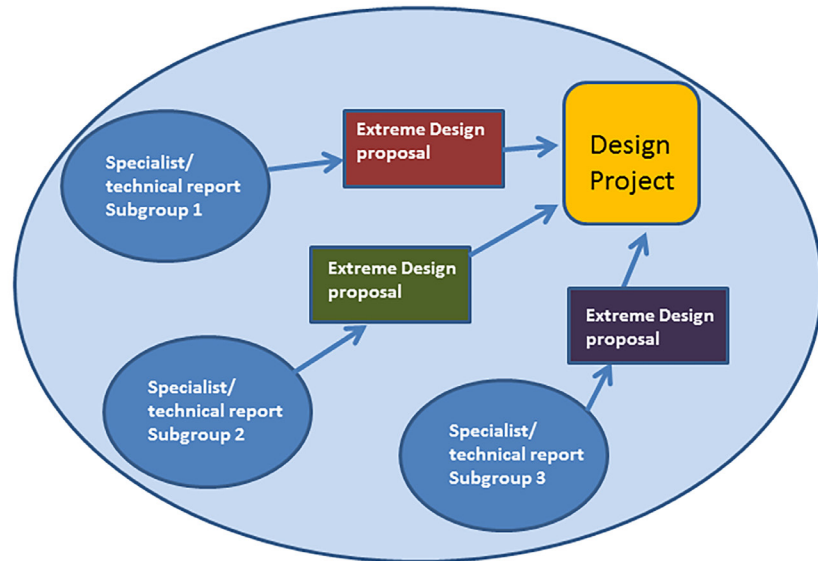 Extreme Design
proposal
Design
Project
Specialist/
technical report
Subgroup 1
Extreme Design
proposal
Extreme Design
proposal
Specialist/
technical report
Subgroup 2
Specialist/
technical report
Subgroup 3